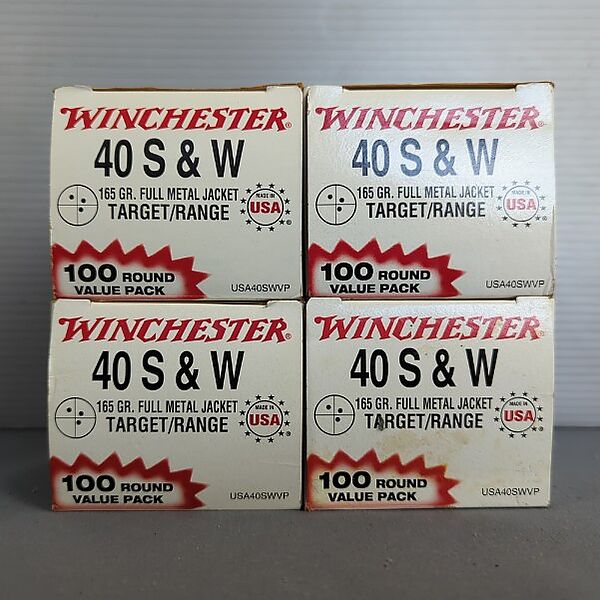 WINCHESTER®
40 S & W
165 GR. FULL METAL JACKET
TARGET/RANGE
MADE IN
USA
®
100 ROUND
VALUE PACK
USA40SWVP
WINCHESTER®
40 S & W
165 GR. FULL METAL JACKET
TARGET/RANGE
MADE IN
USA
®
100 ROUND
VALUE PACK
USA40SWVP
WINCHESTER®
40 S & W
165 GR. FULL METAL JACKET
TARGET/RANGE
MADE IN
USA
®
100 ROUND
VALUE PACK
USA40SWVP
WINCHESTER®
40 S & W
165 GR. FULL METAL JACKET
TARGET/RANGE
MADE IN
USA
®
100 ROUND
VALUE PACK
USA40SWVP